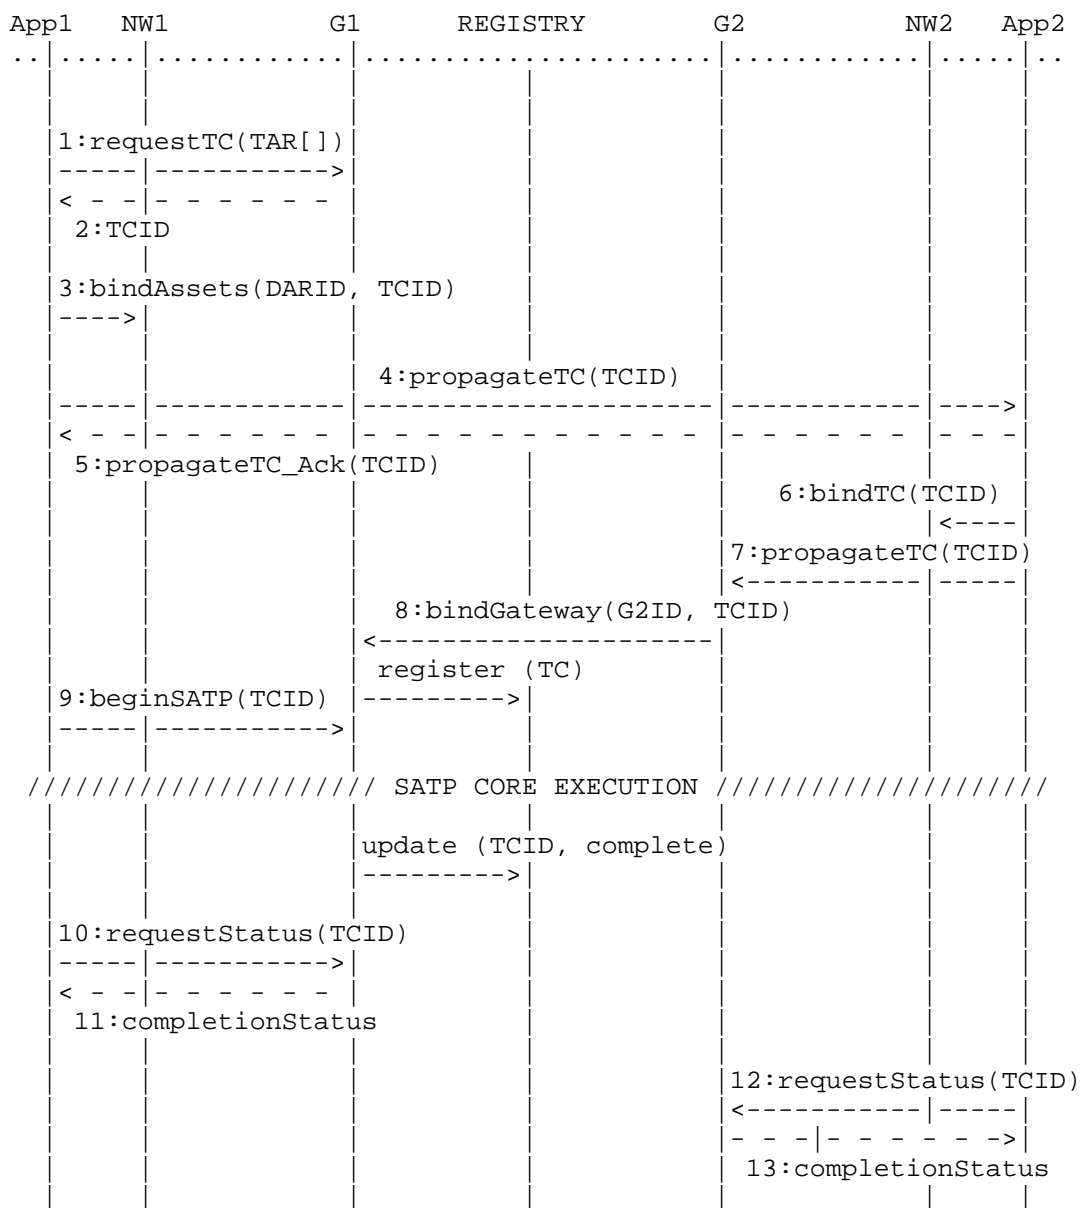 App1 NW1 G1 REGISTRY G2 NW2 App2
1:requestTC(TAR[])
2:TCID
3:bindAssets(DARID, TCID)
4:propagateTC(TCID)
5:propagateTC_Ack(TCID)
6:bindTC(TCID)
7:propagateTC(TCID)
8:bindGateway(G2ID, TCID)
register (TC)
9:beginSATP(TCID)
////////////////////// SATP CORE EXECUTION /////////////////////
update (TCID, complete)
10:requestStatus(TCID)
11:completionStatus
12:requestStatus(TCID)
13:completionStatus